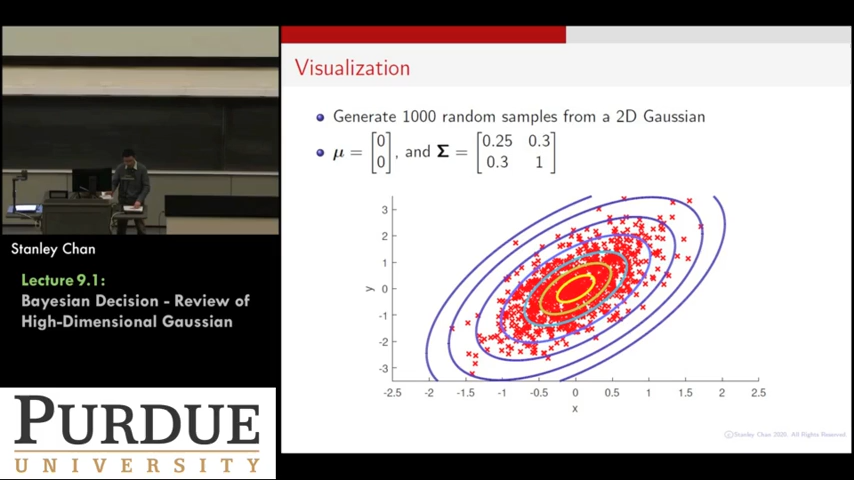 Visualization
Generate 1000 random samples from a 2D Gaussian
μ = [0 0], and Σ = [0.25 0.3 0.3 1]
3
2
1
0
-1
-2
-3
y
-2.5 -2 -1.5 -1 -0.5 0 0.5 1 1.5 2 2.5
x
©Stanley Chan 2020. All Rights Reserved
Stanley Chan
Lecture 9.1:
Bayesian Decision - Review of
High-Dimensional Gaussian
PURDUE
UNIVERSITY